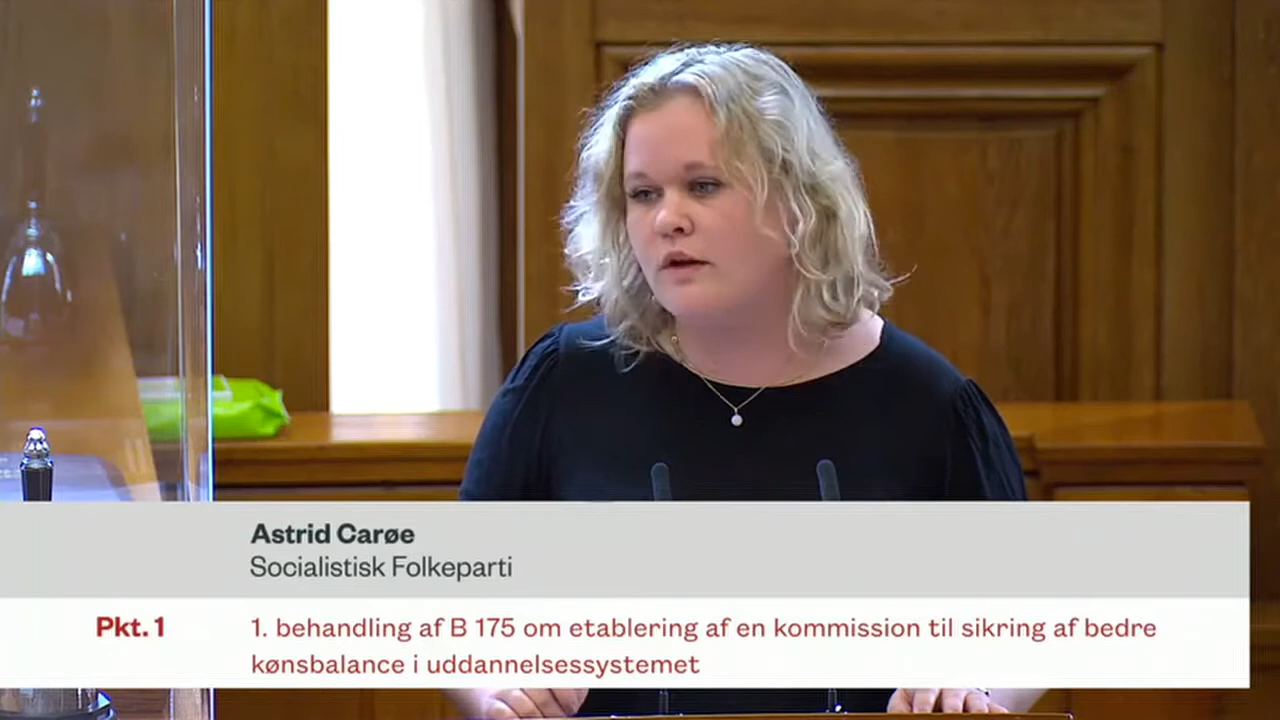 Astrid Carøe
Socialistisk Folkeparti
Pkt. 1
1. behandling af B 175 om etablering af en kommission til sikring af bedre
kønsbalance i uddannelsessystemet